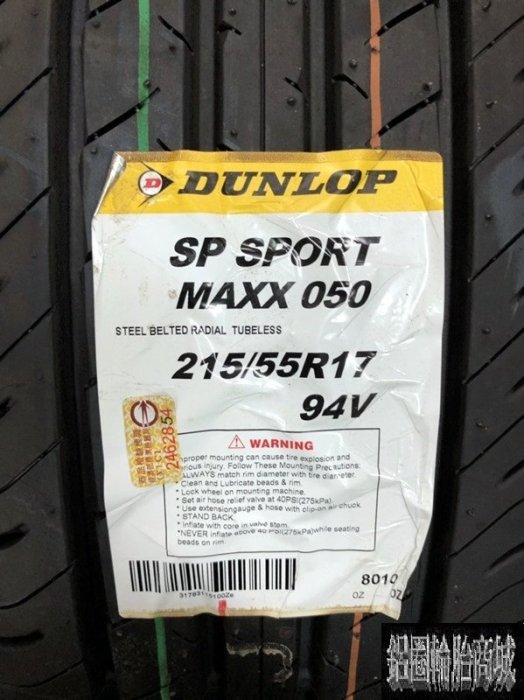 DUNLOP
SP SPORT
MAXX 050
STEEL BELTED RADIAL TUBELESS
215/55R17
94V
WARNING
Improper mounting can cause tire explosion and
serious injury. Follow These Mounting Precautions:
*ALWAYS match rim diameter with tire diameter.
* Clean and Lubricate beads & rim.
* Lock wheel on mounting machine.
* Set air hose relief valve at 40PSI(275kPa).
* Use extensiongauge & hose with clip-on air chuck.
* STAND BACK.
* Inflate with core in valve stem.
*NEVER inflate above 40 PSI(275kPa)while seating
beads on rim.
2462854
8010
OZ OZ
鋁圈輪胎商城